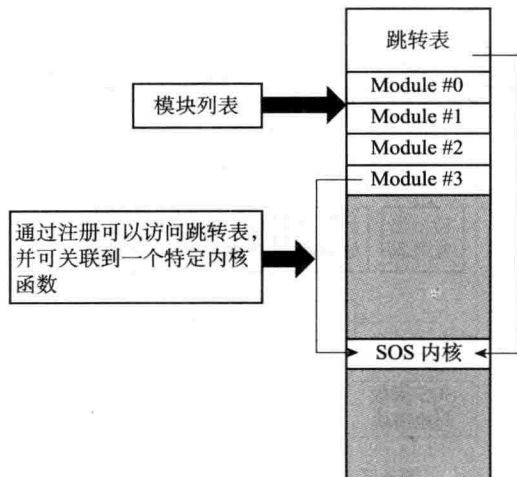 跳转表
Module #0
模块列表
Module #1
Module #2
Module #3
通过注册可以访问跳转表，
并可关联到一个特定内核
函数
SOS 内核